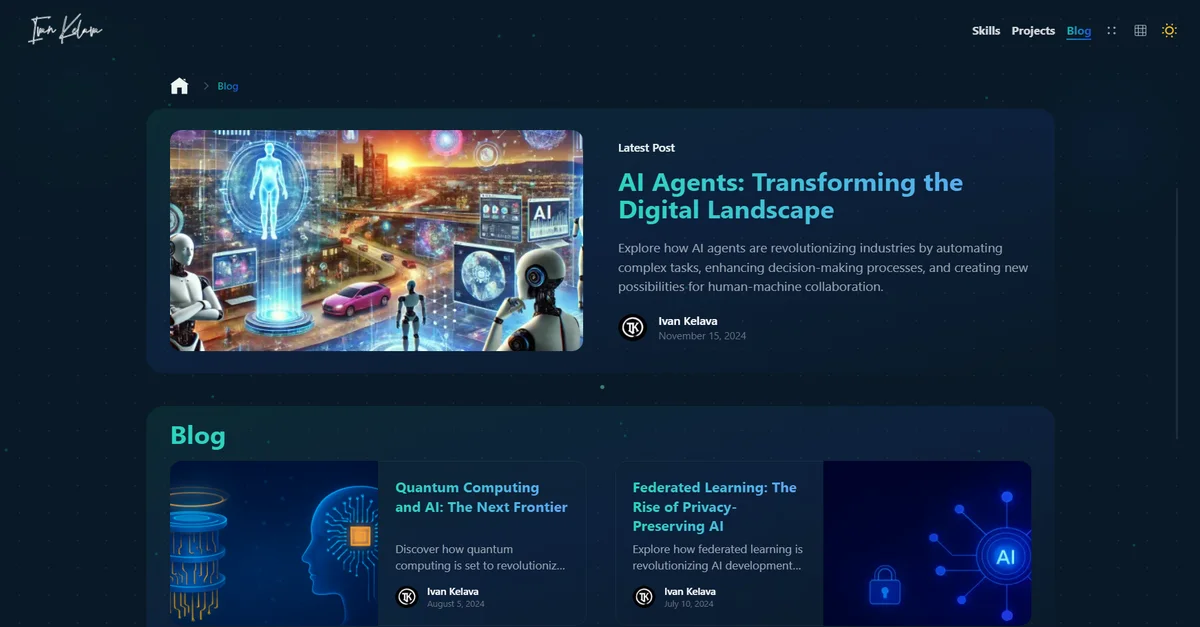 Ivan Kelava
Skills Projects Blog
Blog
Latest Post
AI Agents: Transforming the
Digital Landscape
Explore how AI agents are revolutionizing industries by automating
complex tasks, enhancing decision-making processes, and creating new
possibilities for human-machine collaboration.
Ivan Kelava
November 15, 2024
AI
Blog
Quantum Computing
and AI: The Next Frontier
Discover how quantum
computing is set to revolutioniz...
Ivan Kelava
August 5, 2024
Federated Learning: The
Rise of Privacy-
Preserving AI
Explore how federated learning is
revolutionizing AI development...
Ivan Kelava
July 10, 2024
AI